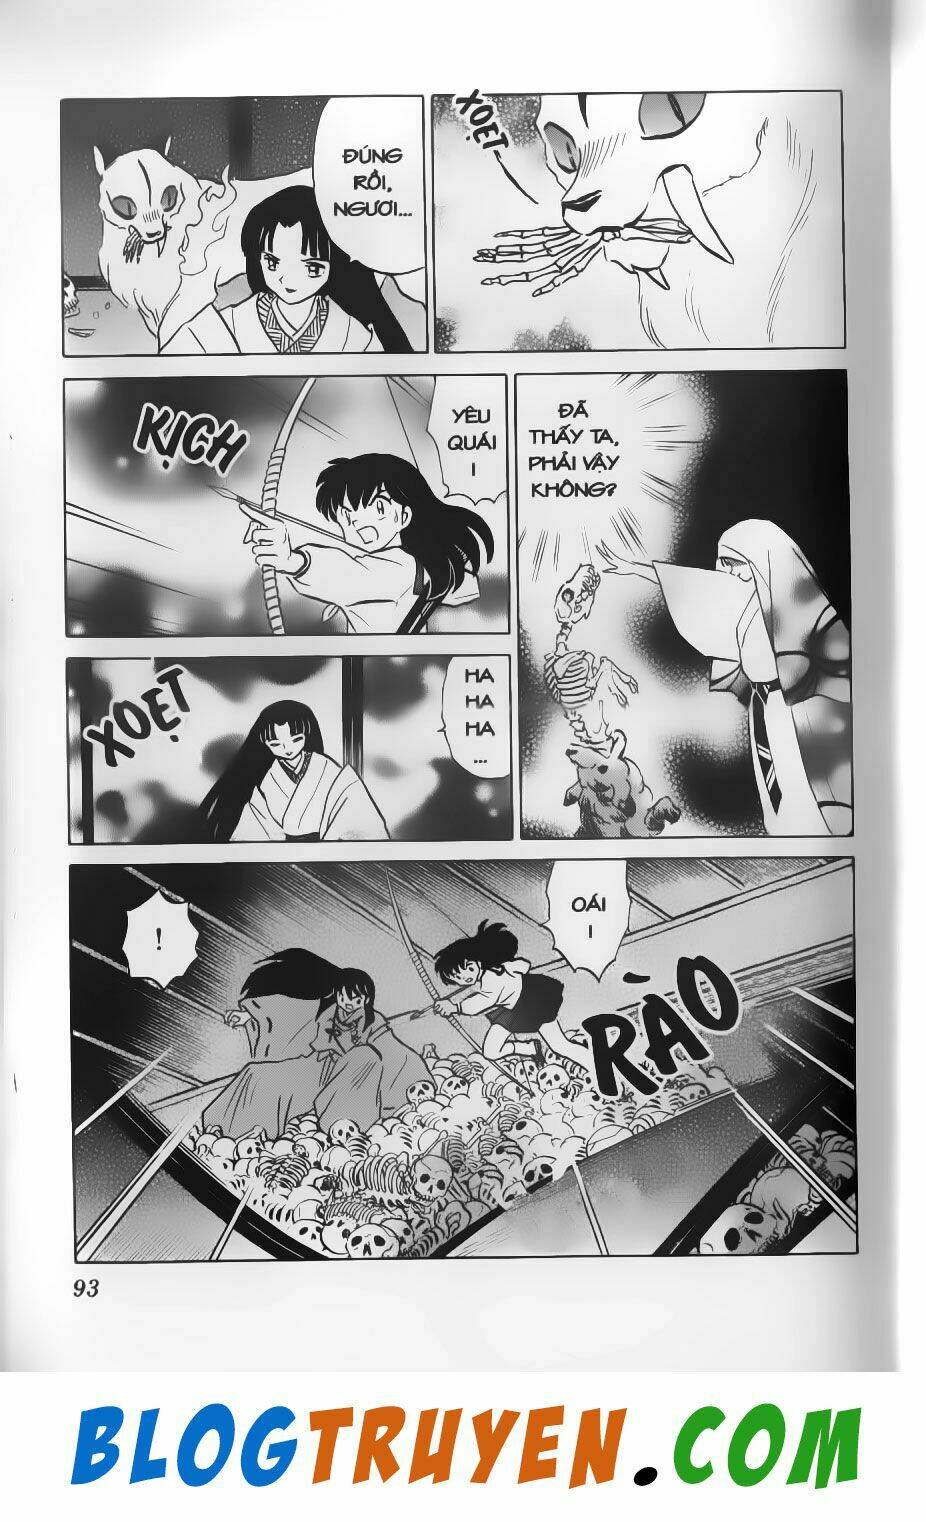 XOẸT
ĐÚNG
RỒI,
NGƯƠI...
ĐÃ
THẤY TA,
PHẢI VẬY
KHÔNG?
YÊU
QUÁI
!
KỊCH
HA
HA
HA
...
XOẸT
OÁI
!
!
RÀO
93
BLOGTRUYEN.COM